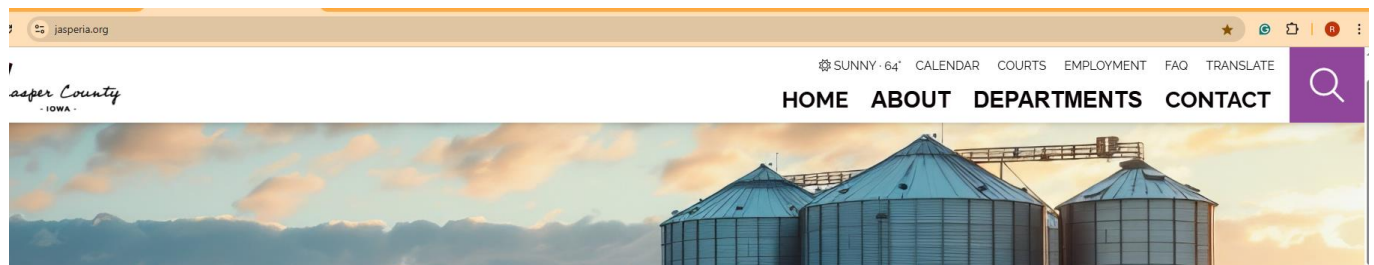 jasperia.org
SUNNY · 64° CALENDAR COURTS EMPLOYMENT FAQ TRANSLATE
asper County
- IOWA -
HOME ABOUT DEPARTMENTS CONTACT
R